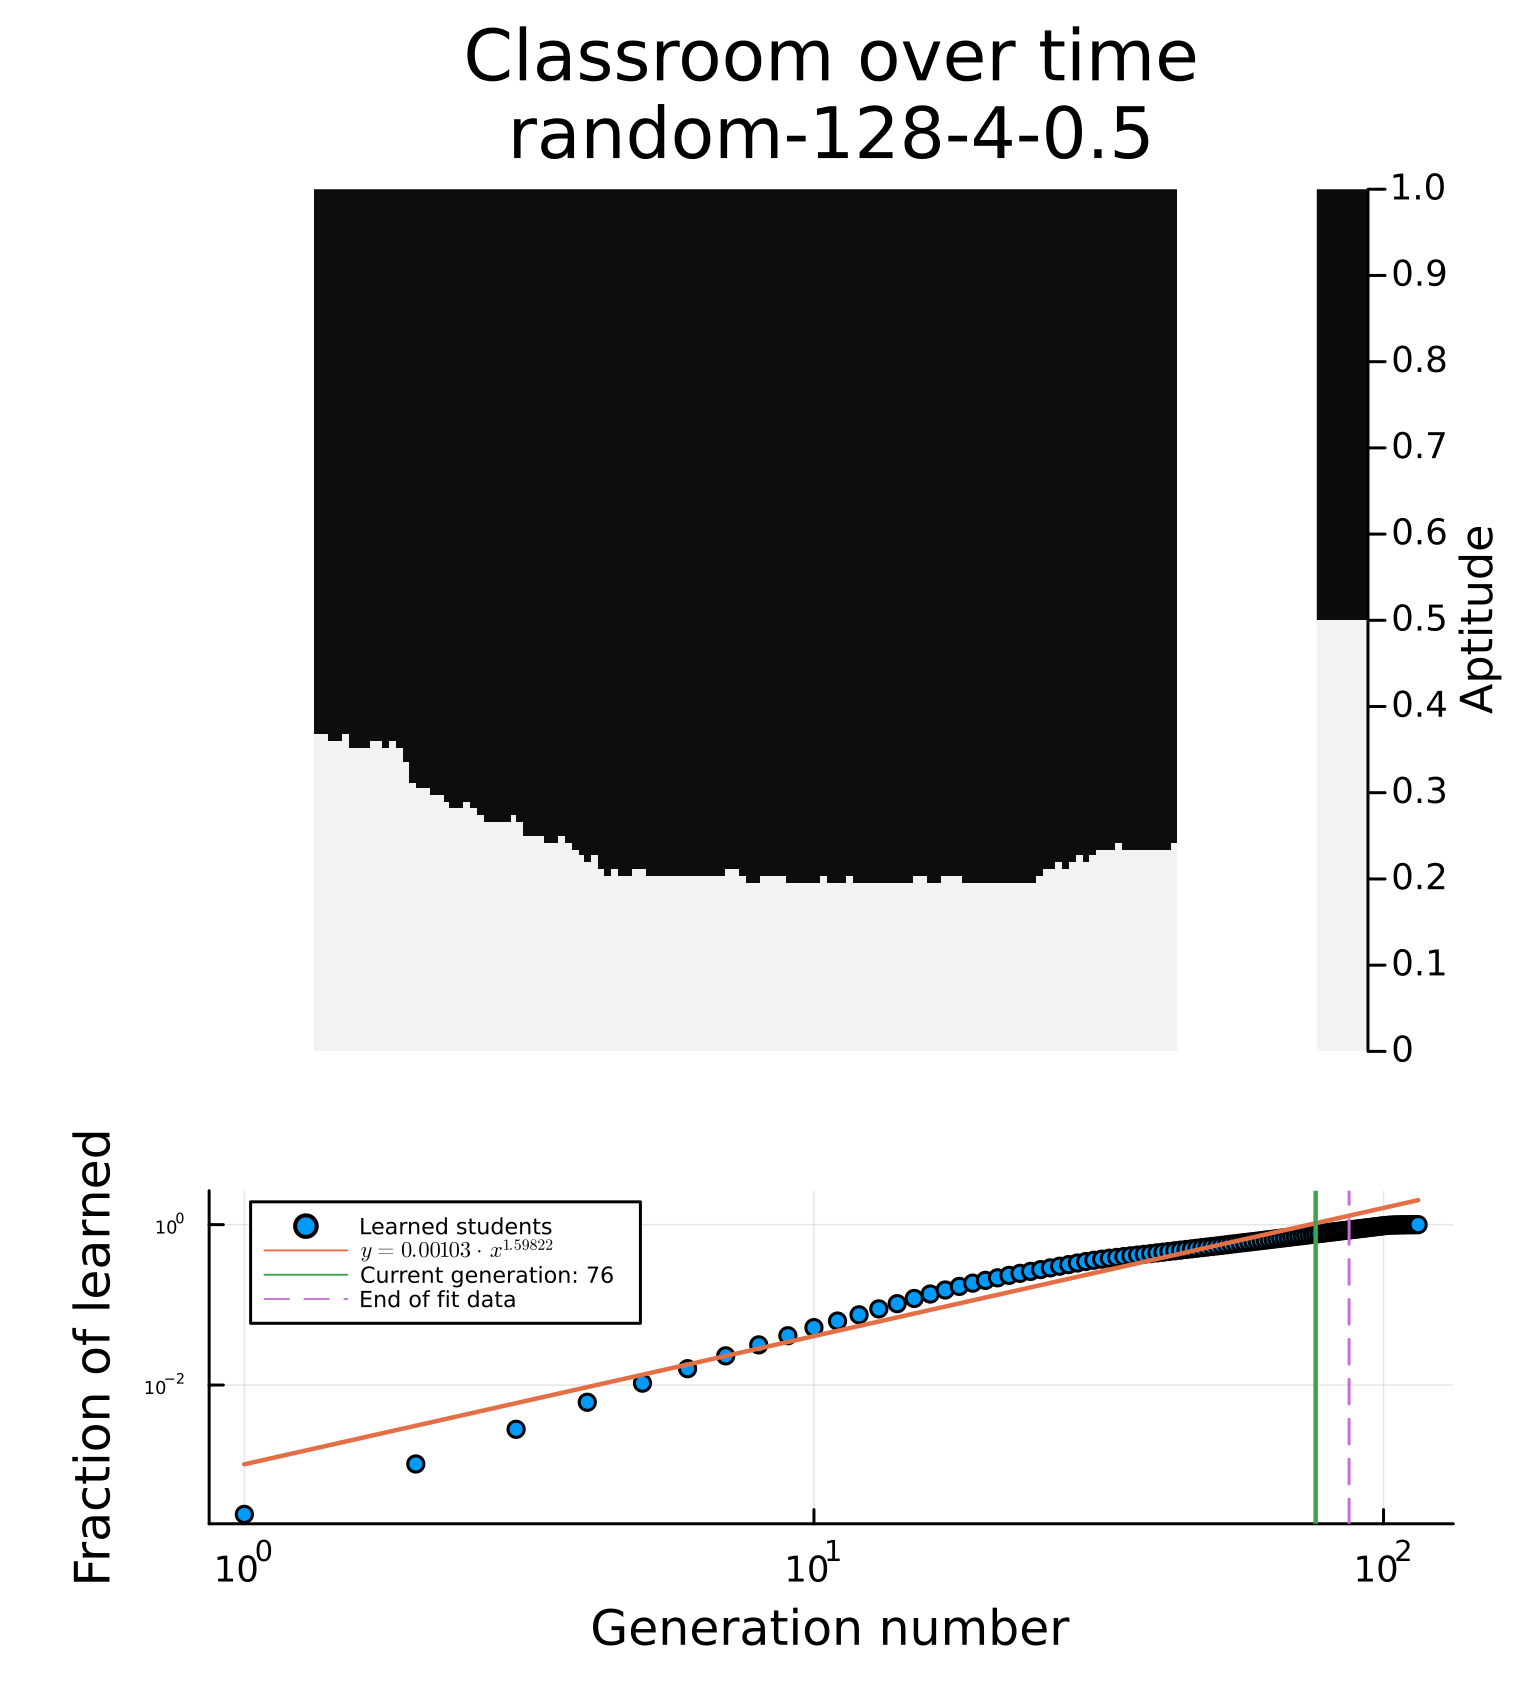 Classroom over time
random-128-4-0.5
1.0
0.9
0.8
0.7
0.6
0.5
0.4
0.3
0.2
0.1
0
Aptitude
Fraction of learned
10^0
10^-2
Learned students
y = 0.00103 · x^1.59822
Current generation: 76
End of fit data
10^0
10^1
10^2
Generation number